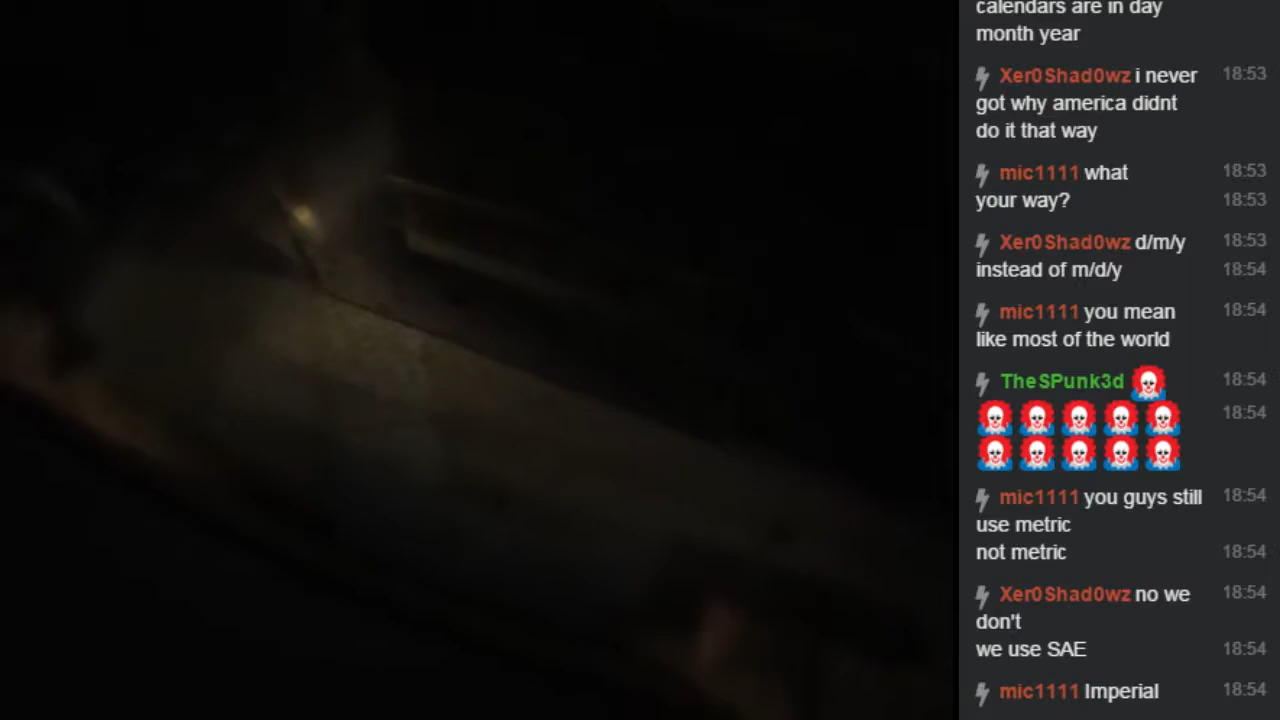 calendars are in day
month year
Xer0Shad0wz i never 18:53
got why america didnt
do it that way
mic1111 what 18:53
your way? 18:53
Xer0Shad0wz d/m/y 18:53
instead of m/d/y 18:54
mic1111 you mean 18:54
like most of the world
TheSPunk3d 18:54
18:54
mic1111 you guys still 18:54
use metric
not metric 18:54
Xer0Shad0wz no we 18:54
don't
we use SAE 18:54
mic1111 Imperial 18:54